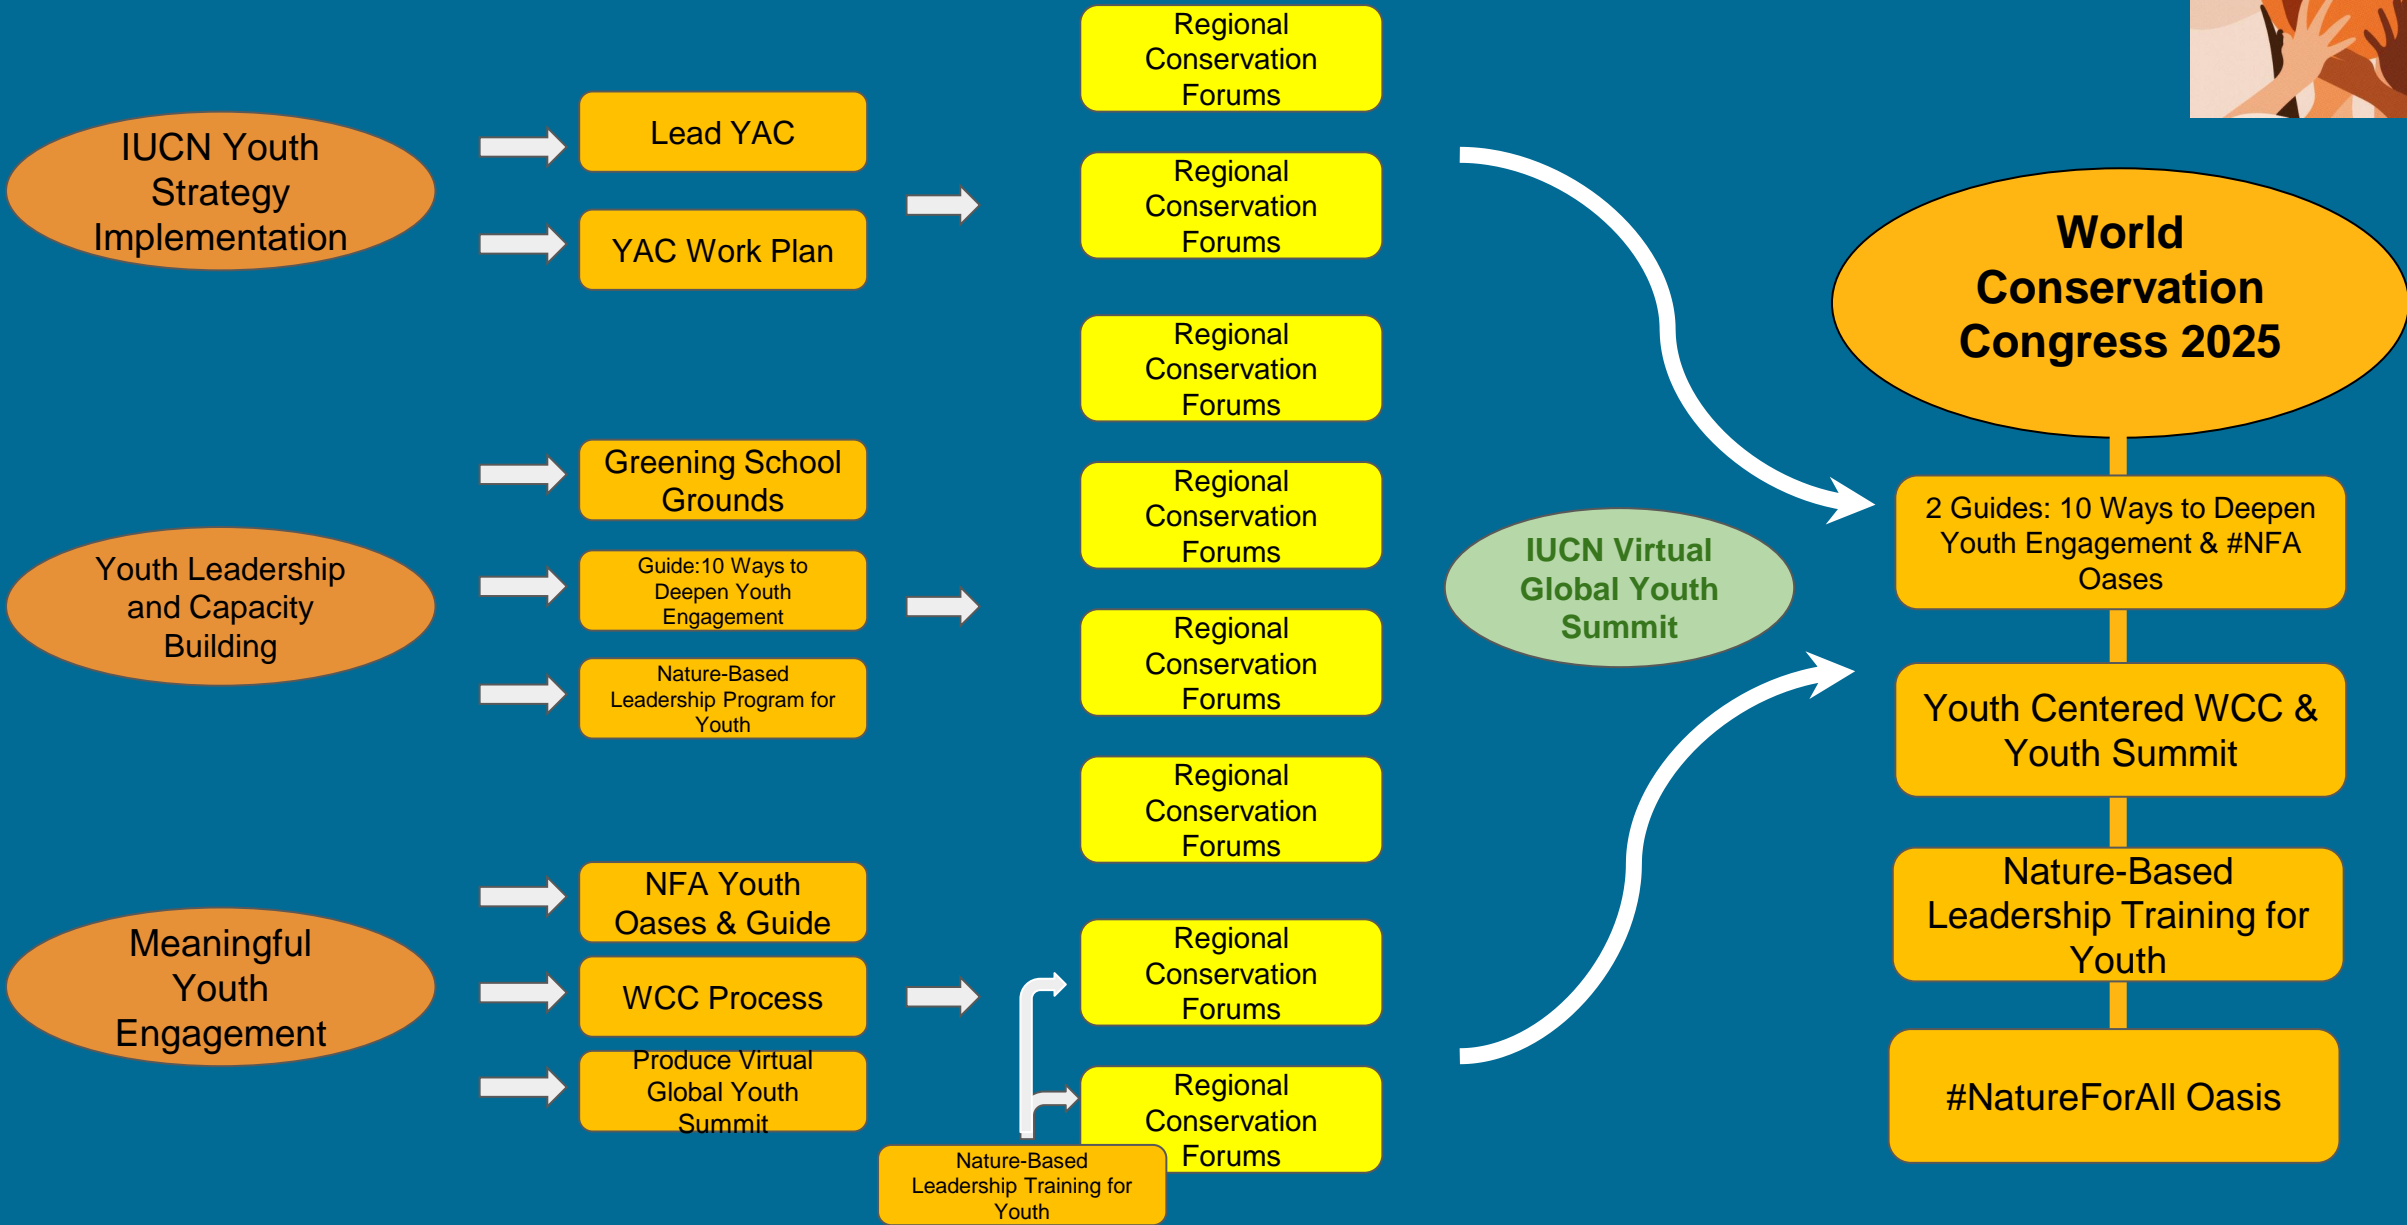 IUCN Youth
Strategy
Implementation
Lead YAC
YAC Work Plan
Youth Leadership
and Capacity
Building
Greening School
Grounds
Guide:10 Ways to
Deepen Youth
Engagement
Nature-Based
Leadership Program for
Youth
Meaningful
Youth
Engagement
NFA Youth
Oases & Guide
WCC Process
Produce Virtual
Global Youth
Summit
Nature-Based
Leadership Training for
Youth
Regional
Conservation
Forums
Regional
Conservation
Forums
Regional
Conservation
Forums
Regional
Conservation
Forums
Regional
Conservation
Forums
Regional
Conservation
Forums
Regional
Conservation
Forums
Regional
Conservation
Forums
IUCN Virtual
Global Youth
Summit
World
Conservation
Congress 2025
2 Guides: 10 Ways to Deepen
Youth Engagement & #NFA
Oases
Youth Centered WCC &
Youth Summit
Nature-Based
Leadership Training for
Youth
#NatureForAll Oasis